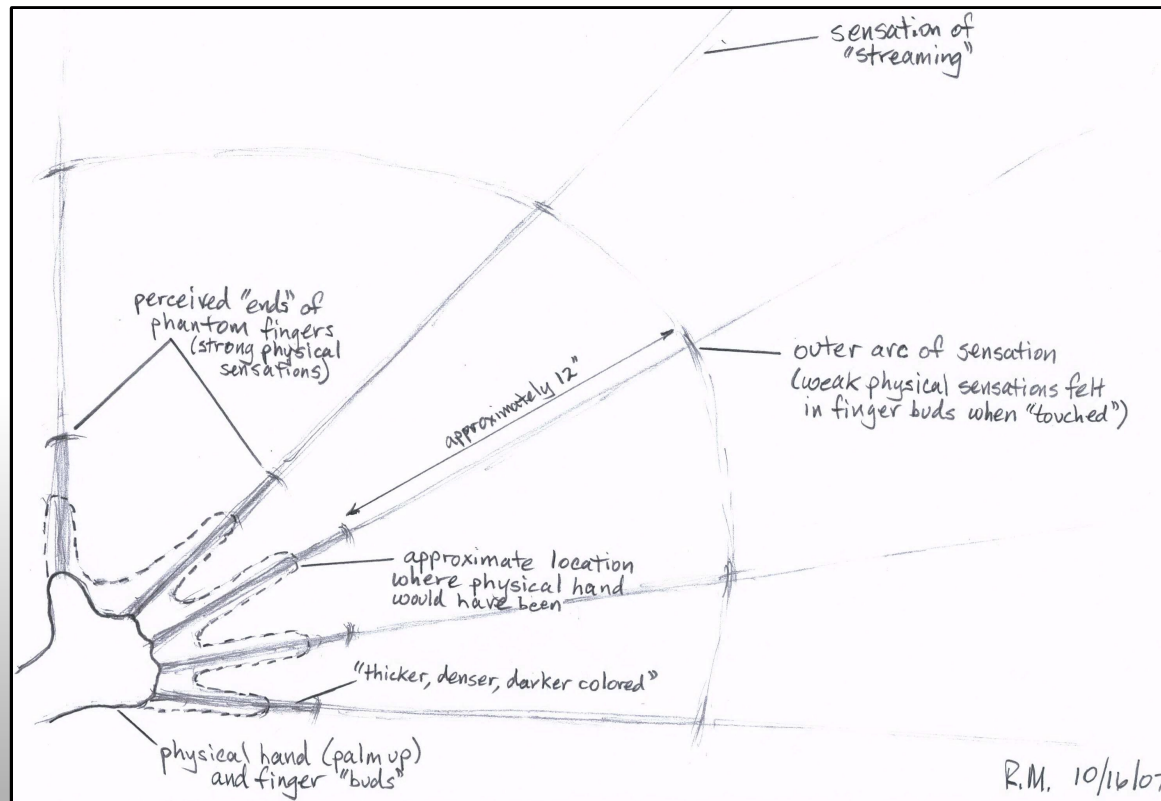 sensation of
"streaming"
perceived "ends" of
phantom fingers
(strong physical
sensations)
approximately 12"
outer arc of sensation
(weak physical sensations felt
in finger buds when "touched")
approximate location
where physical hand
would have been
"thicker, denser, darker colored"
physical hand (palm up)
and finger "buds"
R.M. 10/16/07